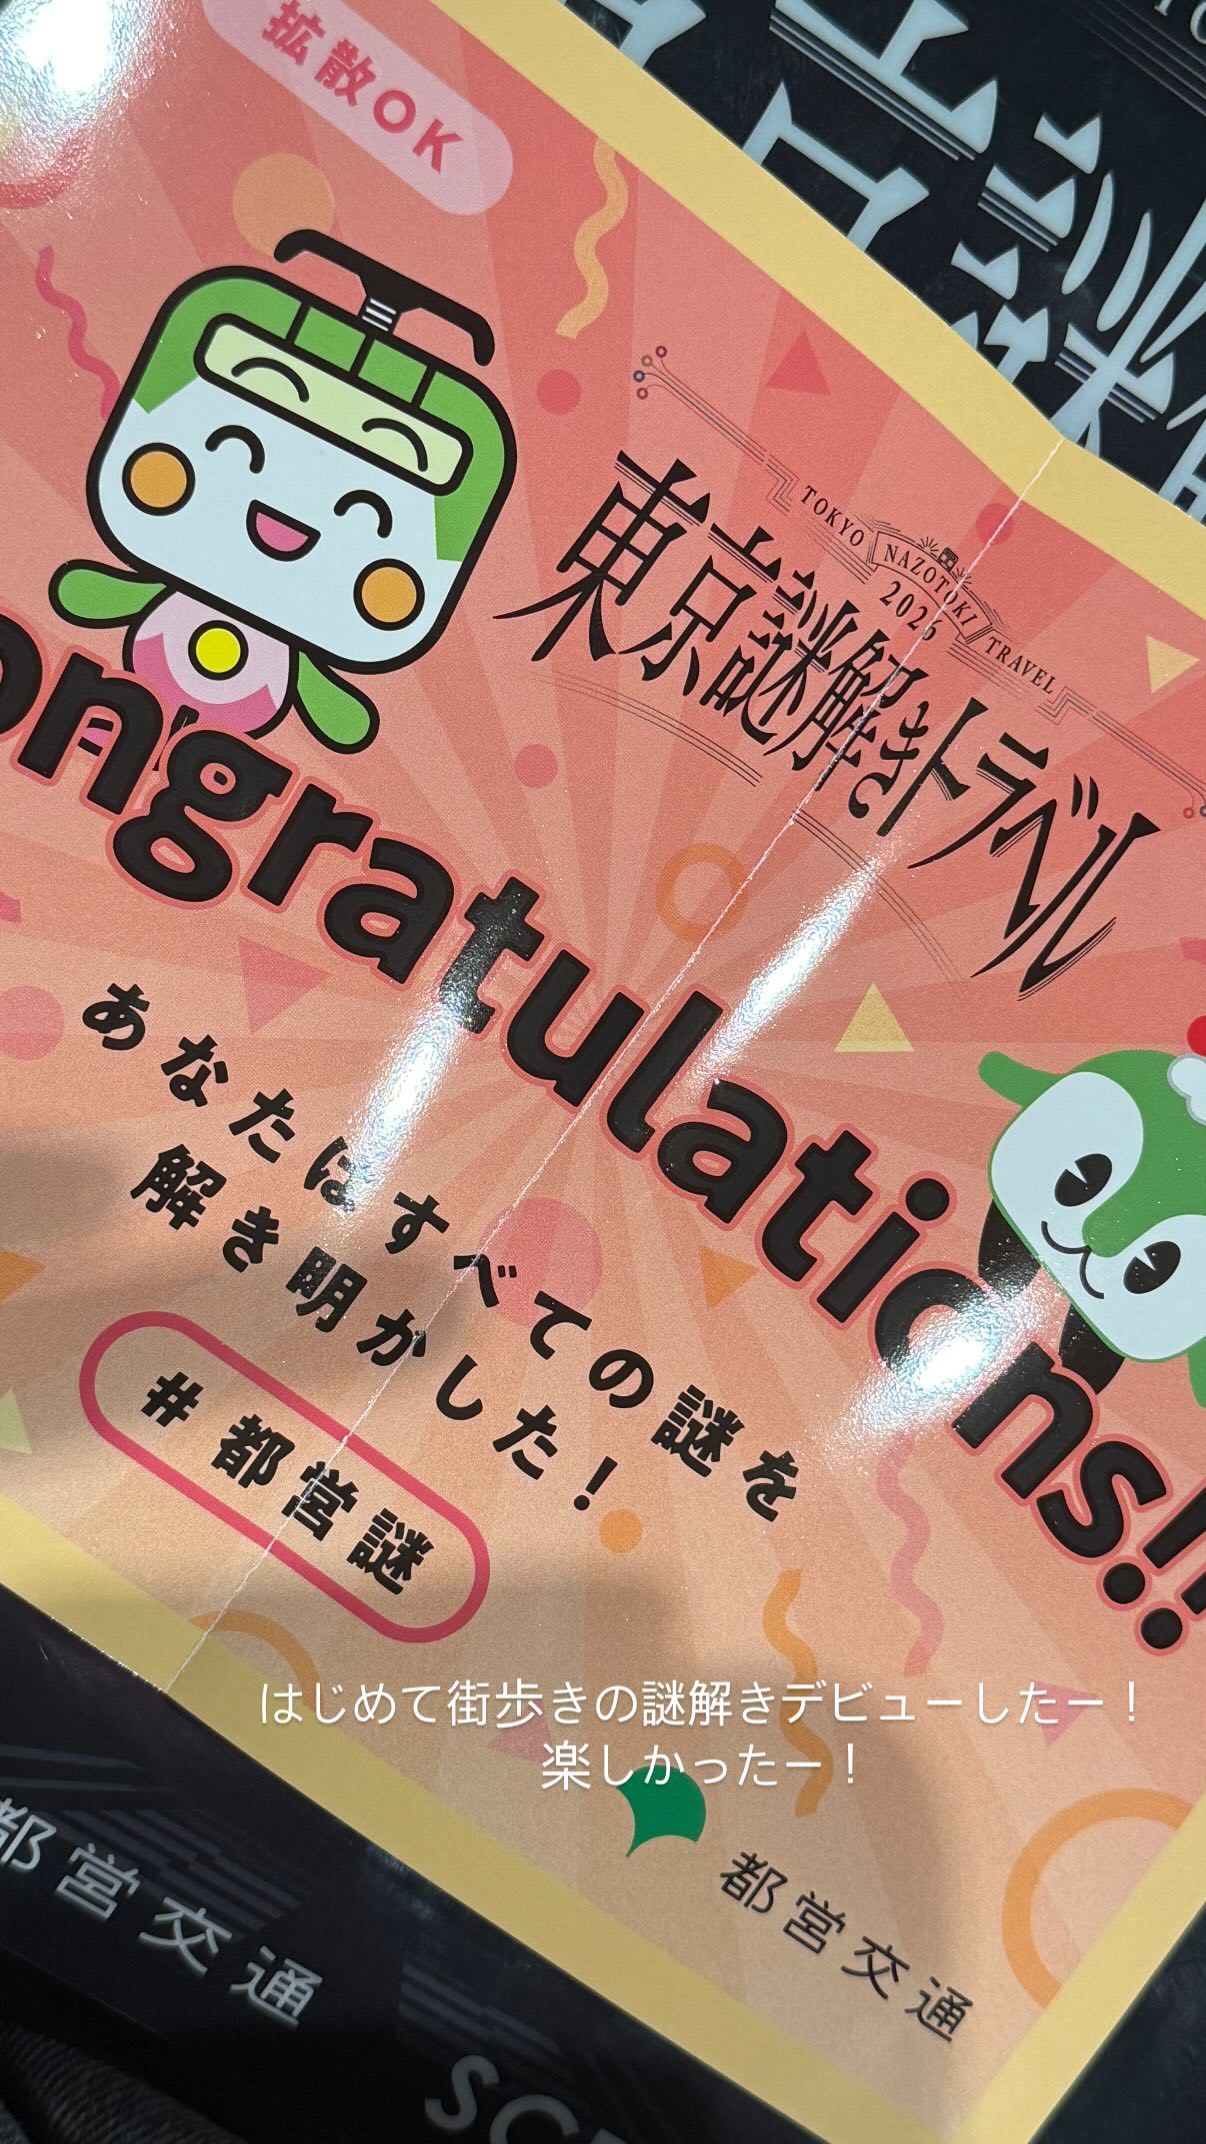 拡散OK
TOKYO NAZOTOKI TRAVEL
東京謎解きトラベル
ongratulations!!
あなたはすべての謎を
解き明かした!
#都営謎
はじめて街歩きの謎解きデビューしたー!
楽しかったー!
都営交通
都営交通